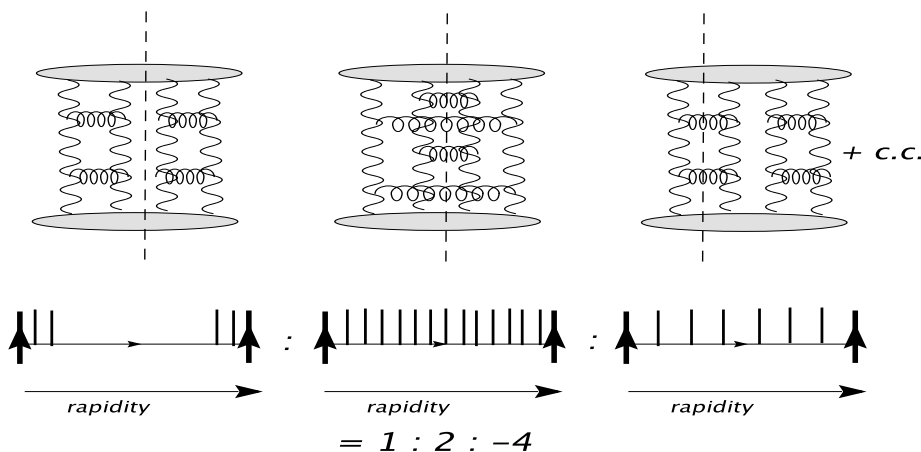 + c.c.
: :
rapidity rapidity rapidity
= 1 : 2 : –4